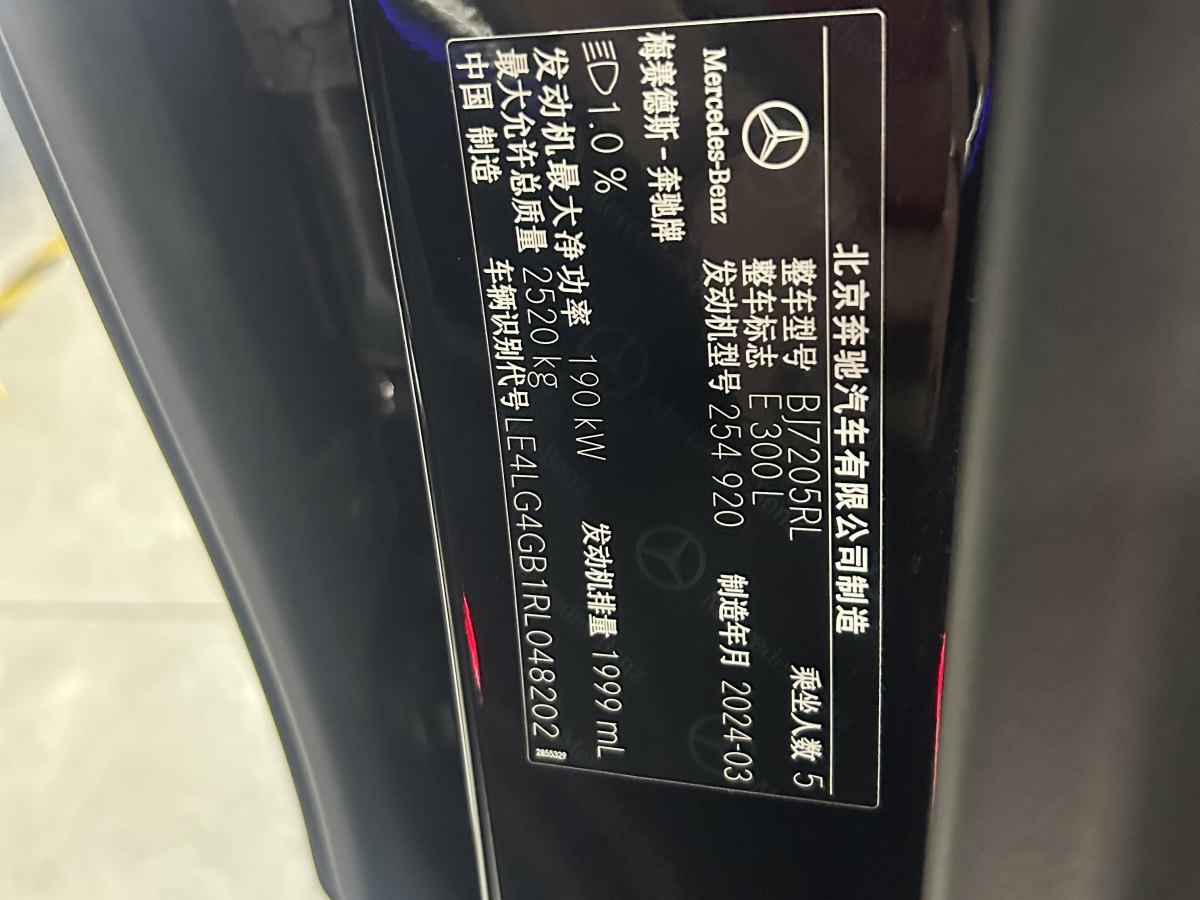 北京奔驰汽车有限公司制造
整车型号 BJ7205RL 乘坐人数 5
整车标志 E 300 L
Mercedes-Benz 发动机型号 254 920 制造年月 2024-03
梅赛德斯-奔驰牌
1.0 %
发动机最大净功率 190 kW 发动机排量 1999 mL
最大允许总质量 2520 kg
中国 制造 车辆识别代号 LE4LG4GB1RL048202
2655329